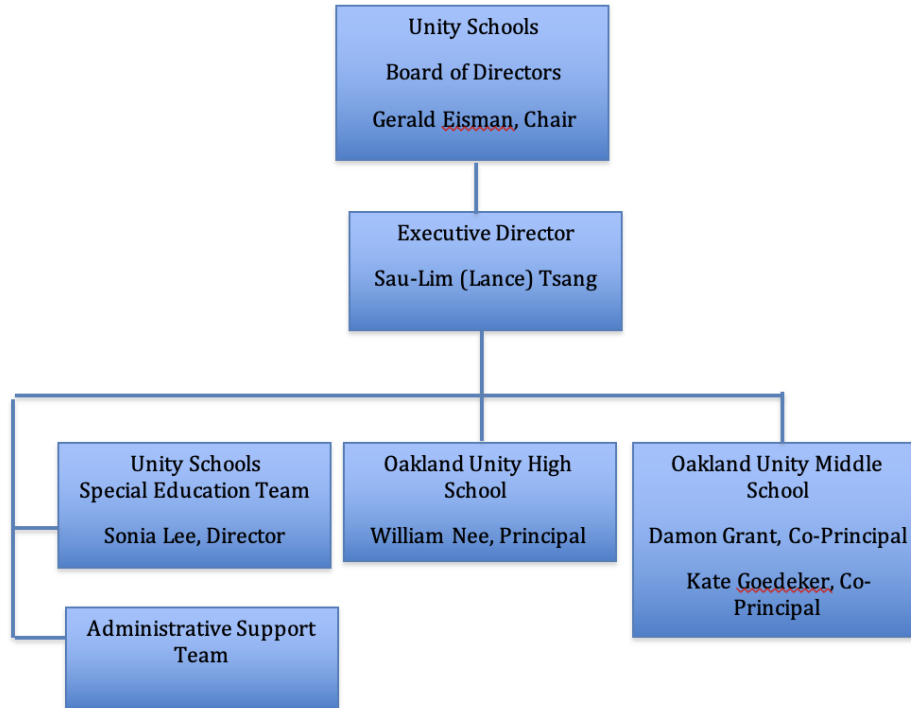 Unity Schools
Board of Directors
Gerald Eisman, Chair
Executive Director
Sau-Lim (Lance) Tsang
Unity Schools
Special Education Team
Sonia Lee, Director
Oakland Unity High
School
William Nee, Principal
Oakland Unity Middle
School
Damon Grant, Co-Principal
Kate Goedeker, Co-
Principal
Administrative Support
Team